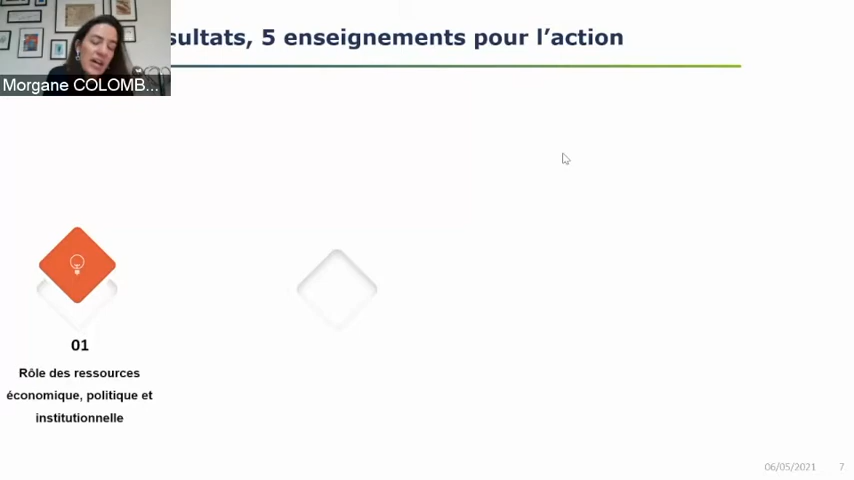 sultats, 5 enseignements pour l'action
Morgane COLOMB...
01
Rôle des ressources
économique, politique et
institutionnelle
06/05/2021 7